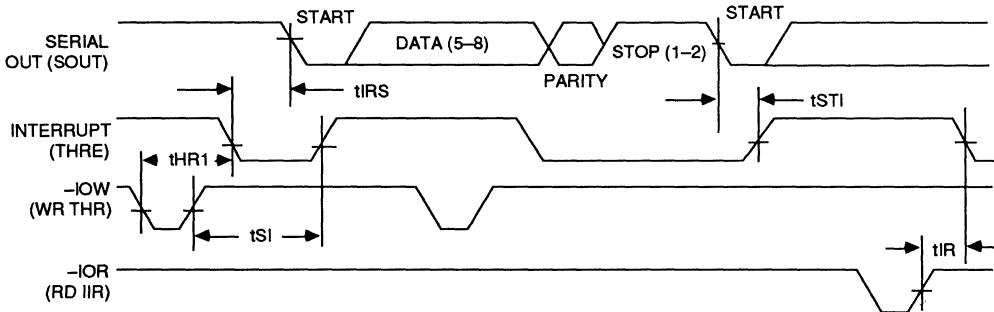 START
START
SERIAL
OUT (SOUT)
DATA (5–8)
STOP (1–2)
PARITY
tIRS
tSTI
INTERRUPT
(THRE)
tHR1
–IOW
(WR THR)
tSI
tIR
–IOR
(RD IIR)